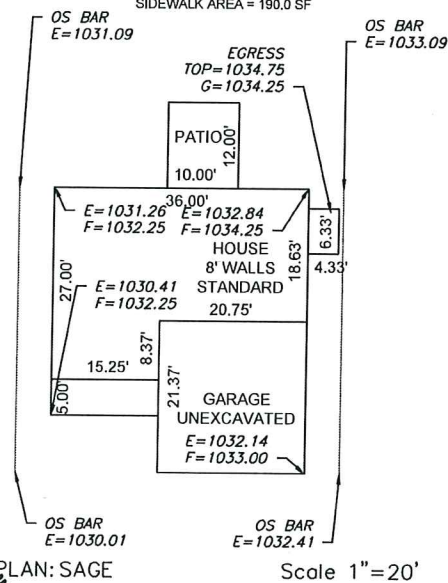 SIDEWALK AREA = 190.0 SF
OS BAR
E=1031.09
OS BAR
E=1033.09
EGRESS
TOP=1034.75
G=1034.25
PATIO
12.00'
10.00'
36.00'
E=1031.26
F=1032.25
E=1032.84
F=1034.25
6.33'
4.33'
HOUSE
8' WALLS
STANDARD
18.63'
27.00'
E=1030.41
F=1032.25
20.75'
15.25'
8.37'
5.00'
21.37'
GARAGE
UNEXCAVATED
E=1032.14
F=1033.00
OS BAR
E=1030.01
OS BAR
E=1032.41
PLAN: SAGE
Scale 1"=20'